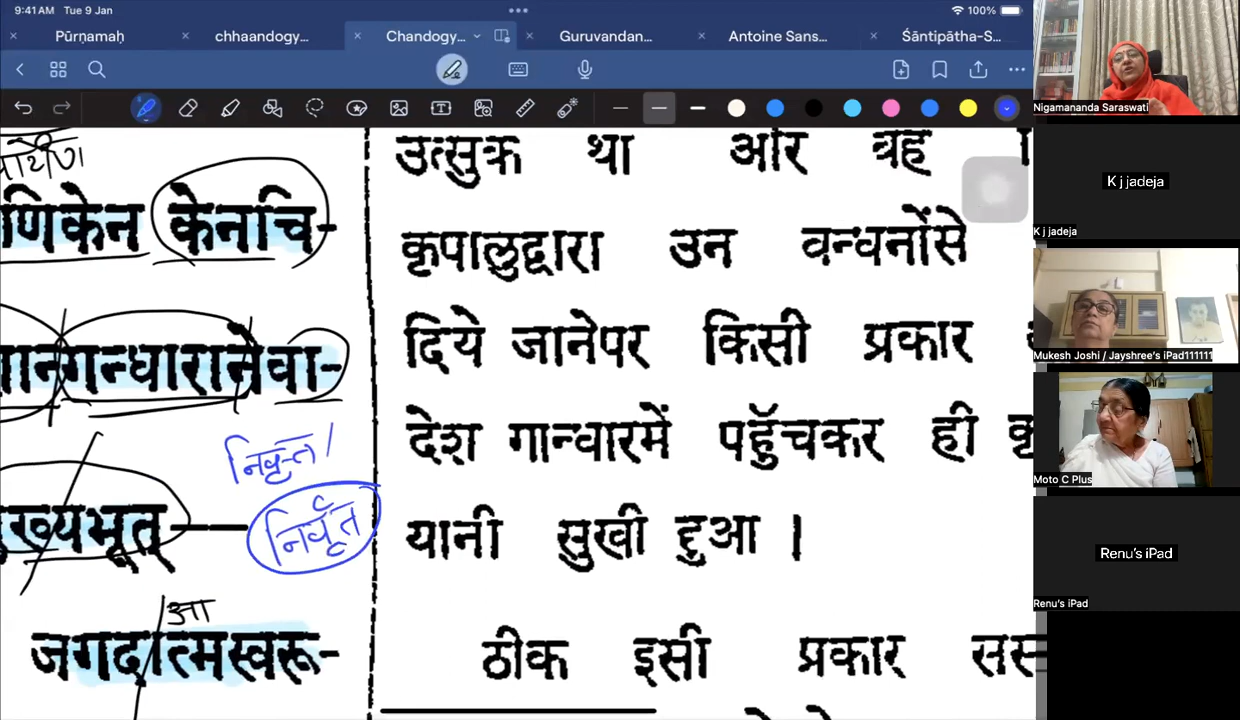 9:41 AM Tue 9 Jan
100%
Pūrṇamaḥ
chhaandogy...
Chandogy...
Guruvandan...
Antoine Sans...
Śāntipātha-S...
णिकेन केनचि-
गन्धारानेवा-
निवृत्त
ख्यभूत् — निर्वृत
आ
जगदात्मस्वरू-
उत्सुक था और वह
कृपालुद्वारा उन बन्धनोंसे
दिये जानेपर किसी प्रकार
देश गान्धारमें पहुँचकर ही कृ
यानी सुखी हुआ ।
ठीक इसी प्रकार
Nigamananda Saraswati
K j jadeja
K j jadeja
Mukesh Joshi / Jayshree's iPad111111
Moto C Plus
Renu's iPad
Renu's iPad